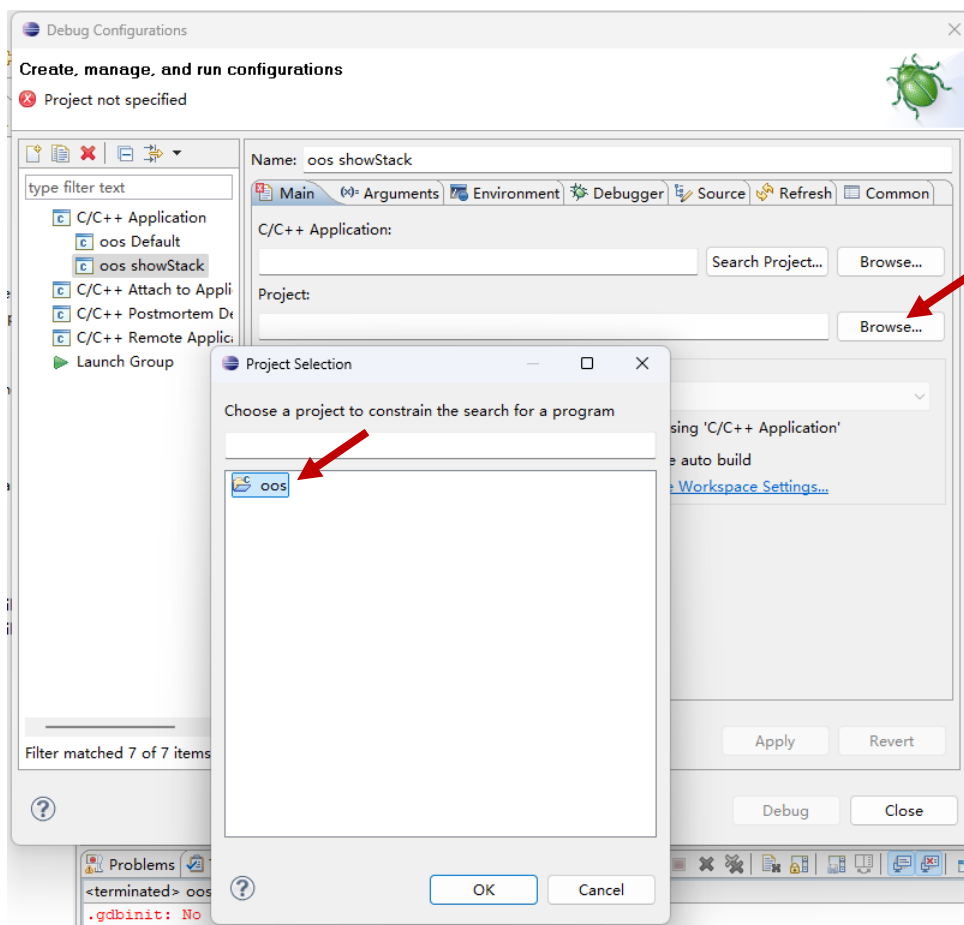 Debug Configurations
Create, manage, and run configurations
Project not specified
type filter text
C/C++ Application
oos Default
oos showStack
C/C++ Attach to Appli
C/C++ Postmortem De
C/C++ Remote Applic
Launch Group
Filter matched 7 of 7 items
Name: oos showStack
Main (x)= Arguments Environment Debugger Source Refresh Common
C/C++ Application:
Search Project... Browse...
Project:
Browse...
sing 'C/C++ Application'
e auto build
e Workspace Settings...
Apply Revert
Debug Close
Project Selection
Choose a project to constrain the search for a program
oos
OK Cancel
Problems
<terminated> oos
.gdbinit: No